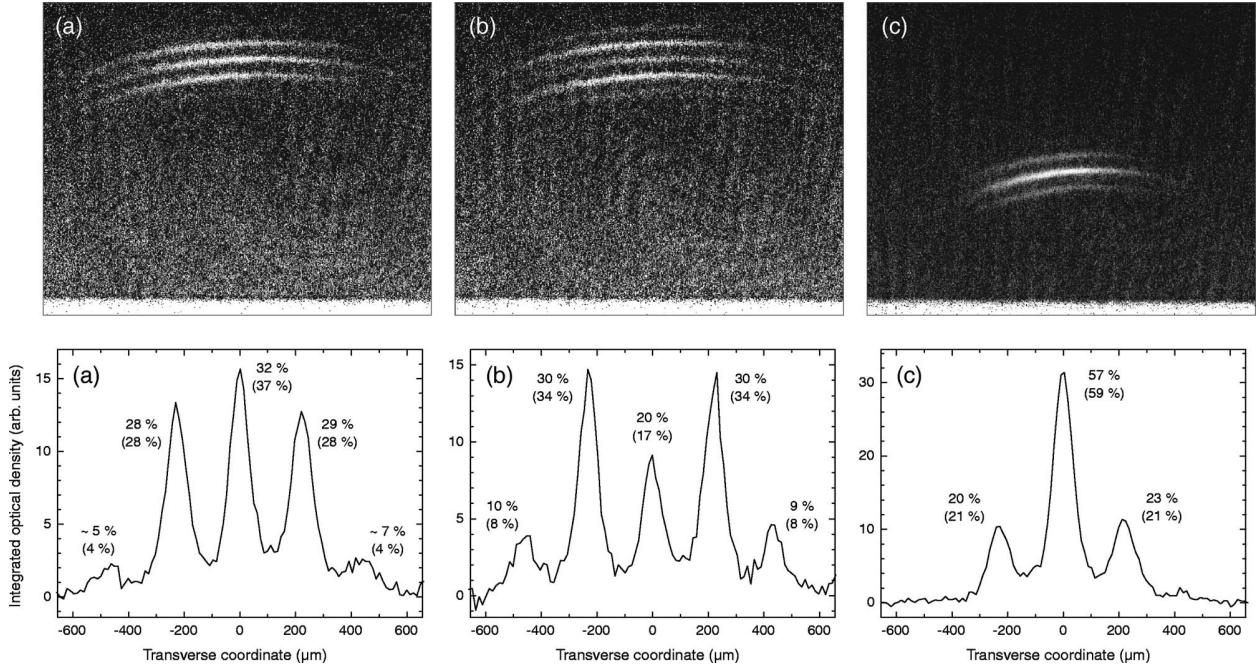 (a)
(b)
(c)
Integrated optical density (arb. units)
(a)
15
10
5
0
~ 5 %
(4 %)
28 %
(28 %)
32 %
(37 %)
29 %
(28 %)
~ 7 %
(4 %)
-600 -400 -200 0 200 400 600
Transverse coordinate (µm)
(b)
15
10
5
0
10 %
(8 %)
30 %
(34 %)
20 %
(17 %)
30 %
(34 %)
9 %
(8 %)
-600 -400 -200 0 200 400 600
Transverse coordinate (µm)
(c)
30
20
10
0
20 %
(21 %)
57 %
(59 %)
23 %
(21 %)
-600 -400 -200 0 200 400 600
Transverse coordinate (µm)